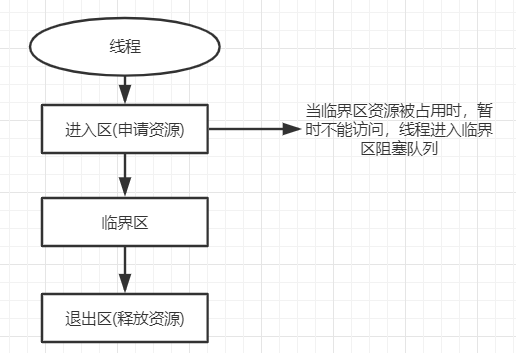 线程
进入区(申请资源)
当临界区资源被占用时，暂
时不能访问，线程进入临界
区阻塞队列
临界区
退出区(释放资源)